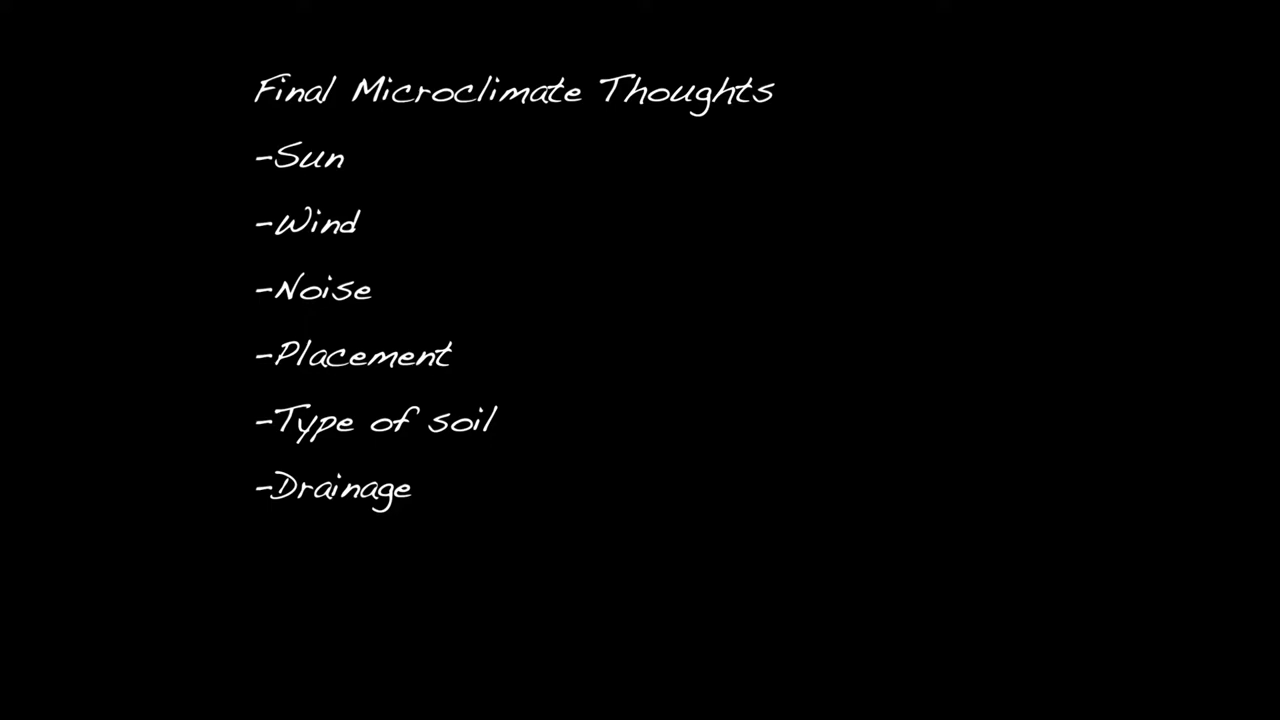 Final Microclimate Thoughts
-Sun
-Wind
-Noise
-Placement
-Type of soil
-Drainage